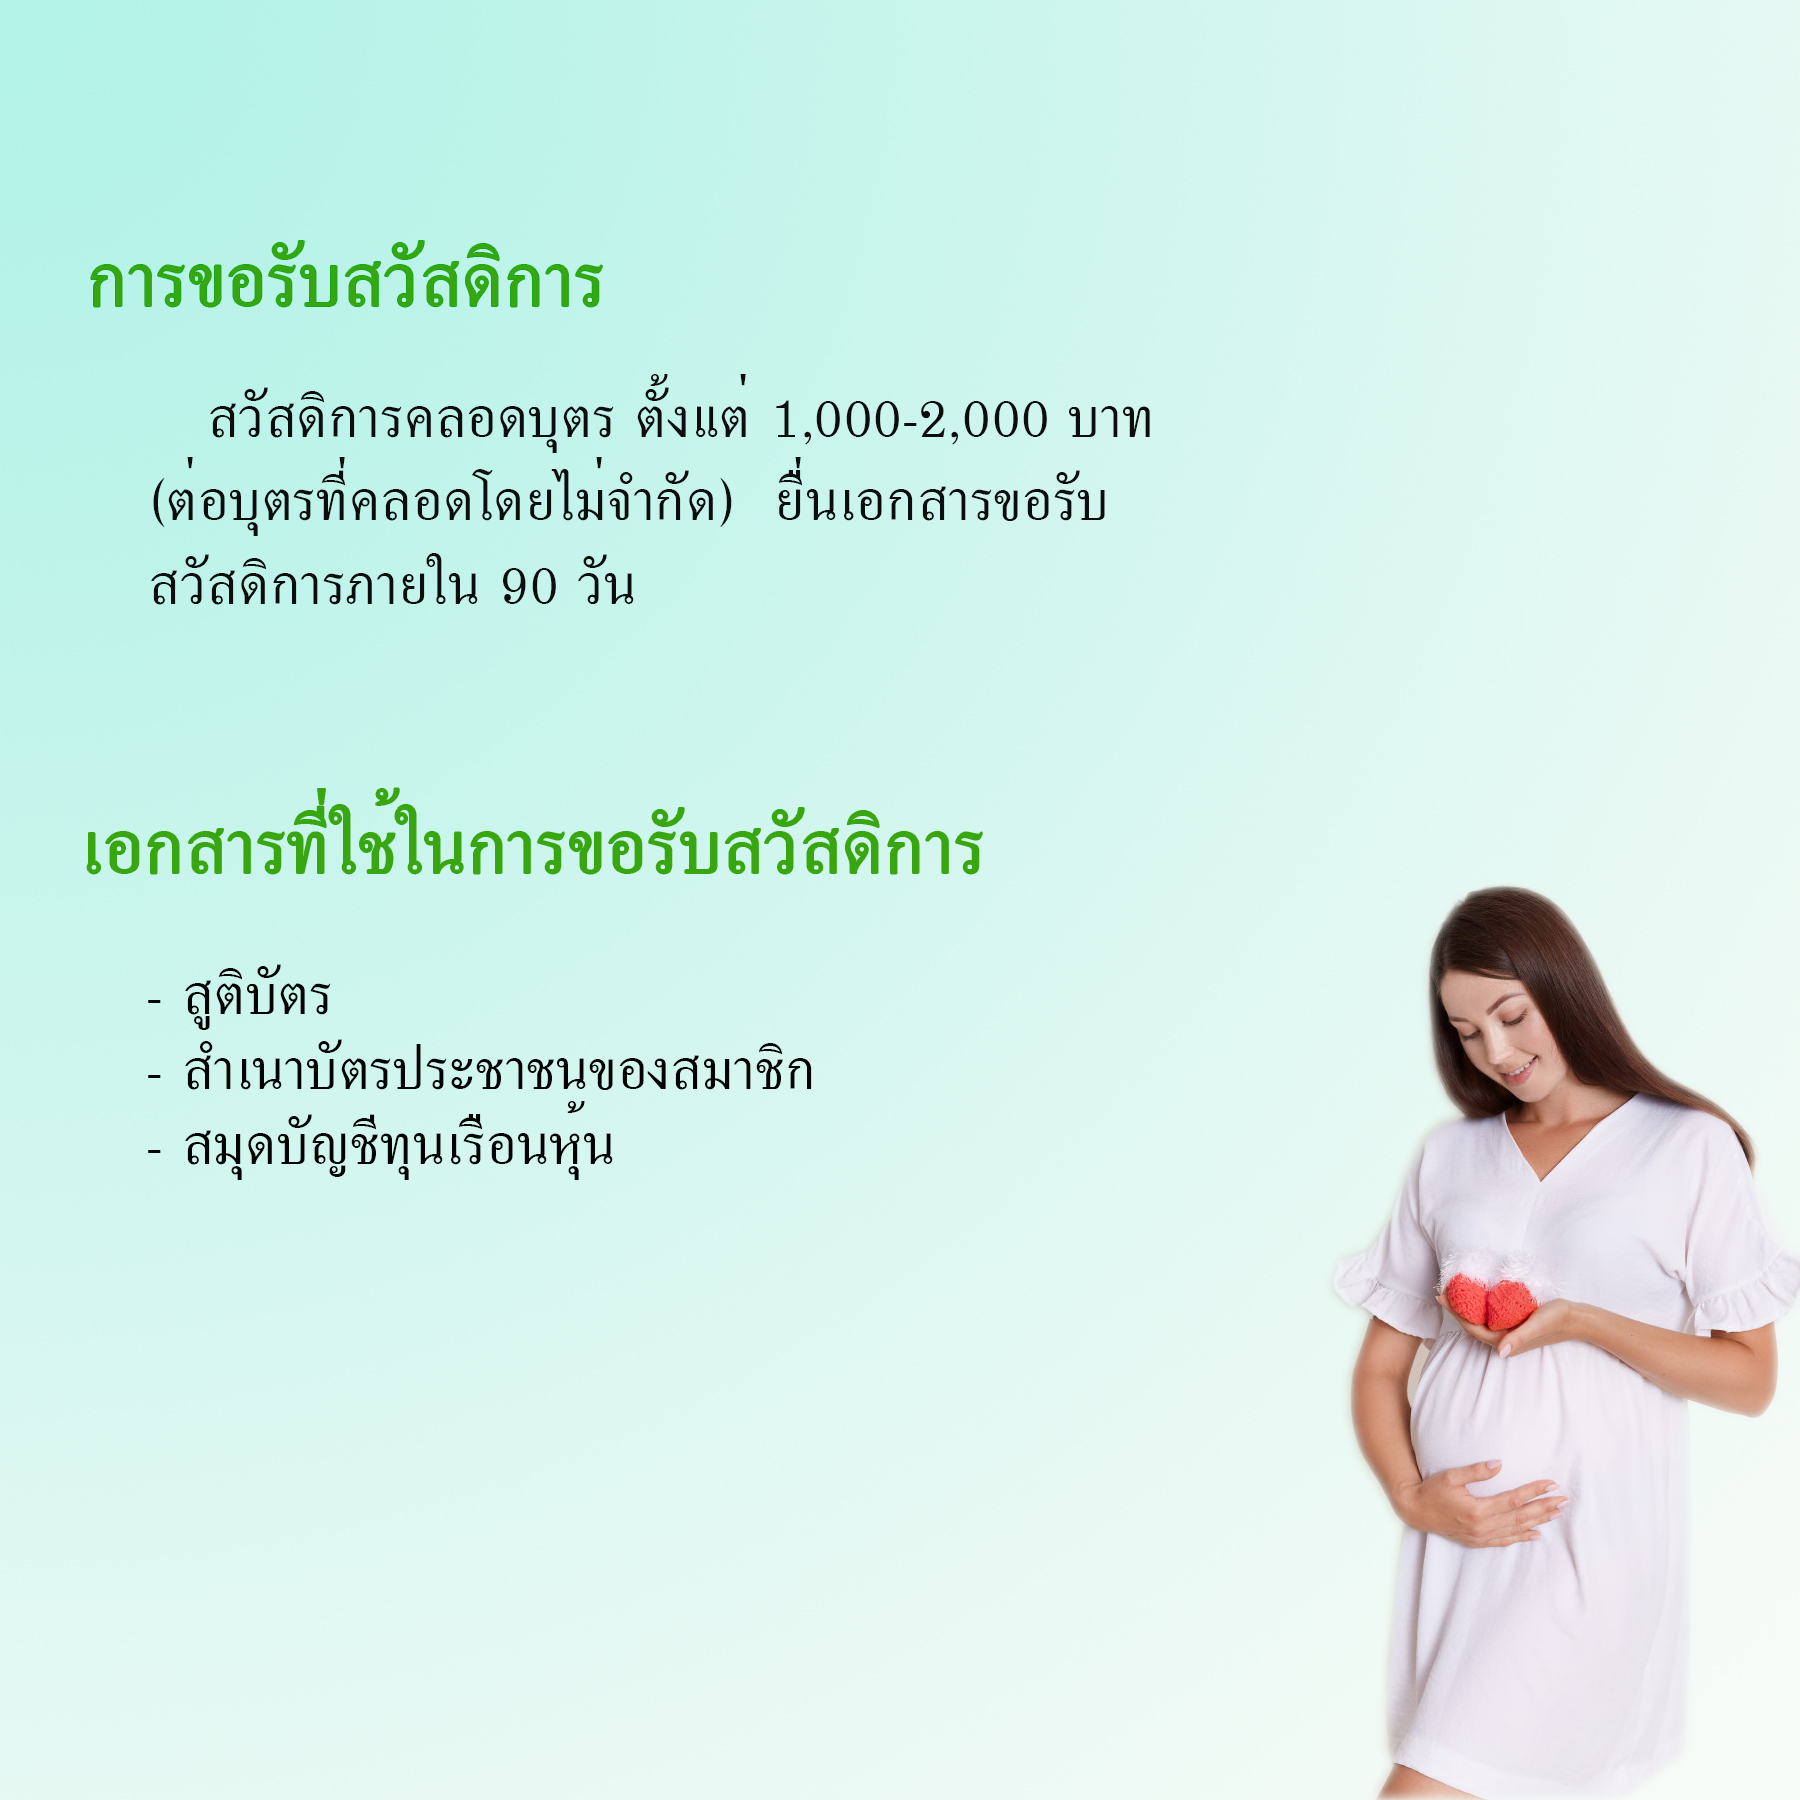 การขอรับสวัสดิการ
สวัสดิการคลอดบุตร ตั้งแต่ 1,000-2,000 บาท
(ต่อบุตรที่คลอดโดยไม่จำกัด) ยื่นเอกสารขอรับ
สวัสดิการภายใน 90 วัน
เอกสารที่ใช้ในการขอรับสวัสดิการ
- สูติบัตร
- สำเนาบัตรประชาชนของสมาชิก
- สมุดบัญชีทุนเรือนหุ้น